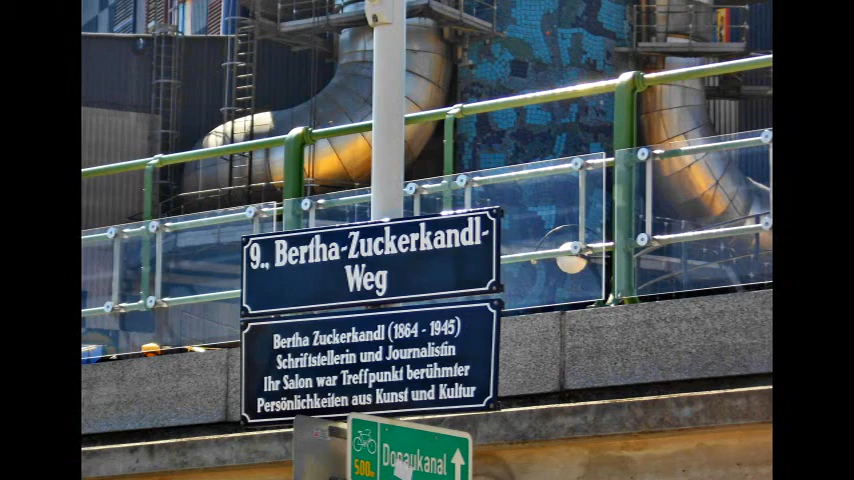 9., Bertha-Zuckerkandl-
Weg
Bertha Zuckerkandl (1864 - 1945)
Schriftstellerin und Journalistin
Ihr Salon war Treffpunkt berühmter
Persönlichkeiten aus Kunst und Kultur
Donaukanal
500m